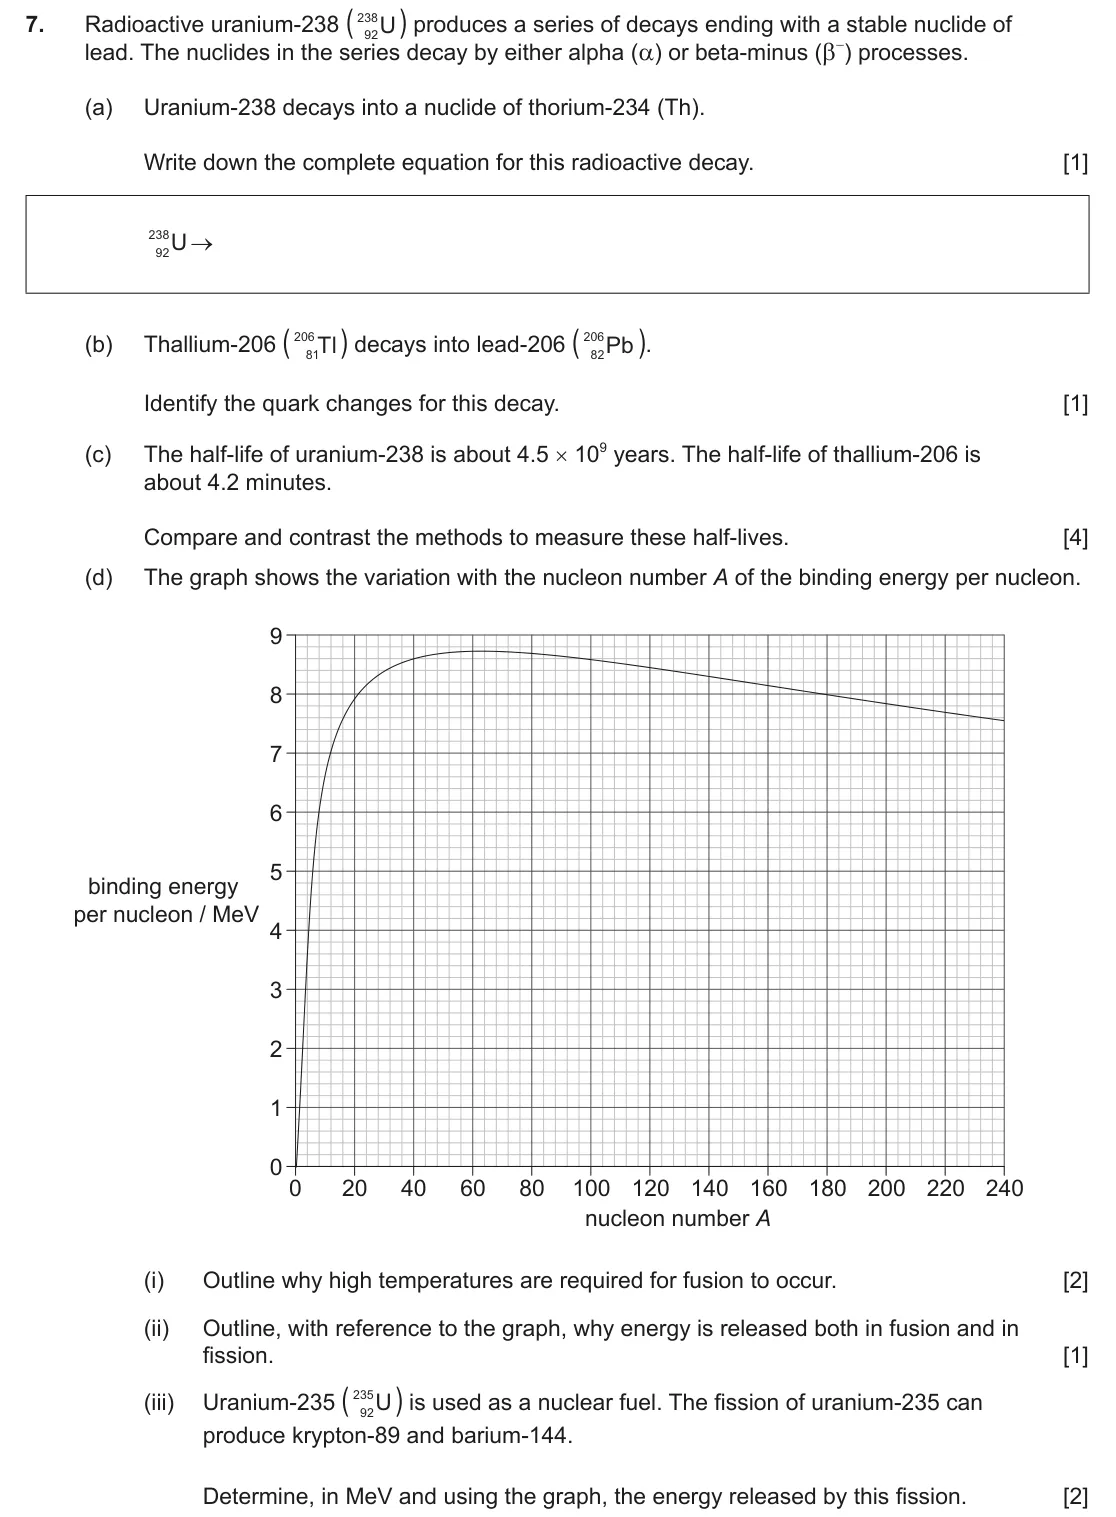 7. Radioactive uranium-238 (²³⁸₉₂U) produces a series of decays ending with a stable nuclide of
lead. The nuclides in the series decay by either alpha (α) or beta-minus (β⁻) processes.
(a) Uranium-238 decays into a nuclide of thorium-234 (Th).
Write down the complete equation for this radioactive decay. [1]
²³⁸₉₂U →
(b) Thallium-206 (²⁰⁶₈₁Tl) decays into lead-206 (²⁰⁶₈₂Pb).
Identify the quark changes for this decay. [1]
(c) The half-life of uranium-238 is about 4.5 × 10⁹ years. The half-life of thallium-206 is
about 4.2 minutes.
Compare and contrast the methods to measure these half-lives. [4]
(d) The graph shows the variation with the nucleon number A of the binding energy per nucleon.
9
8
7
6
5
binding energy
per nucleon / MeV
4
3
2
1
0
0 20 40 60 80 100 120 140 160 180 200 220 240
nucleon number A
(i) Outline why high temperatures are required for fusion to occur. [2]
(ii) Outline, with reference to the graph, why energy is released both in fusion and in
fission. [1]
(iii) Uranium-235 (²³⁵₉₂U) is used as a nuclear fuel. The fission of uranium-235 can
produce krypton-89 and barium-144.
Determine, in MeV and using the graph, the energy released by this fission. [2]